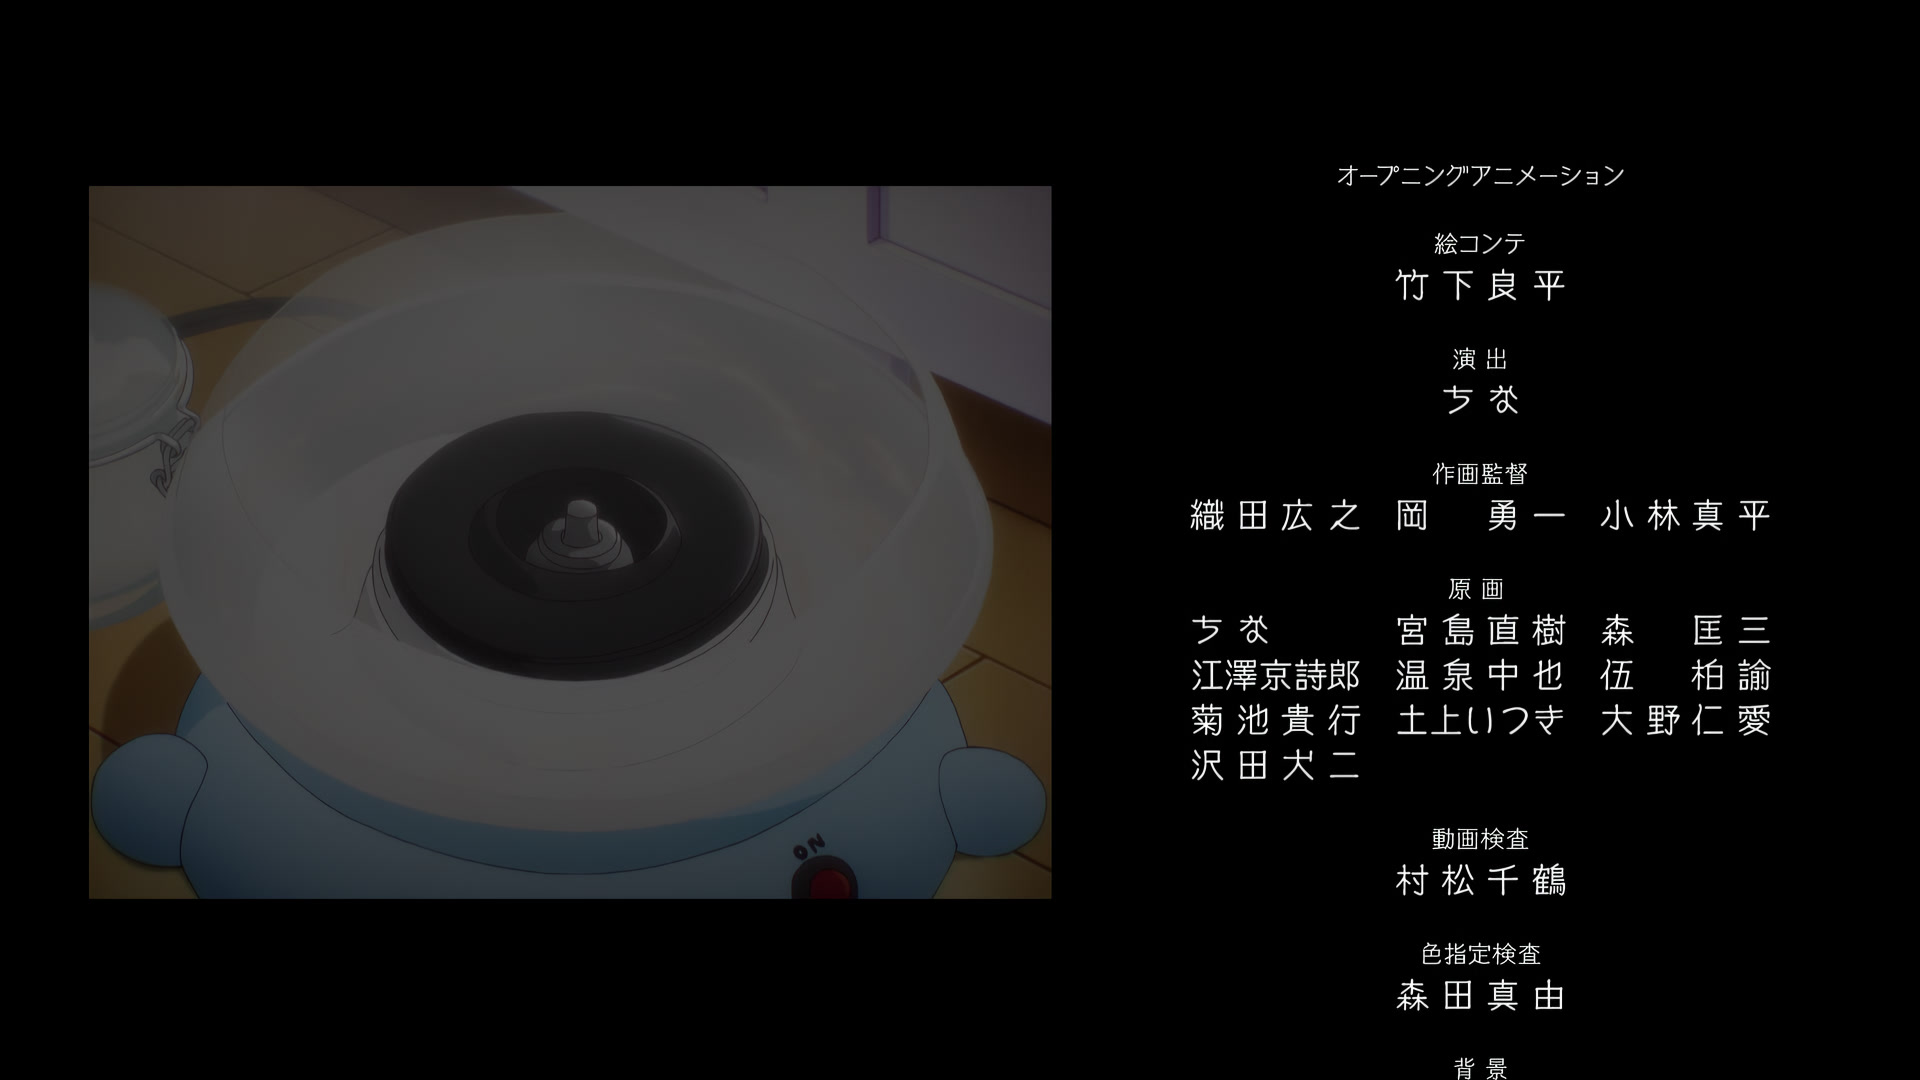 オープニングアニメーション
絵コンテ
竹下良平
演出
ちな
作画監督
織田広之 岡 勇一 小林真平
原画
ちな 宮島直樹 森 匡三
江澤京詩郎 温泉中也 伍 柏諭
菊池貴行 土上いつき 大野仁愛
沢田犬二
動画検査
村松千鶴
色指定検査
森田真由
背景
ON